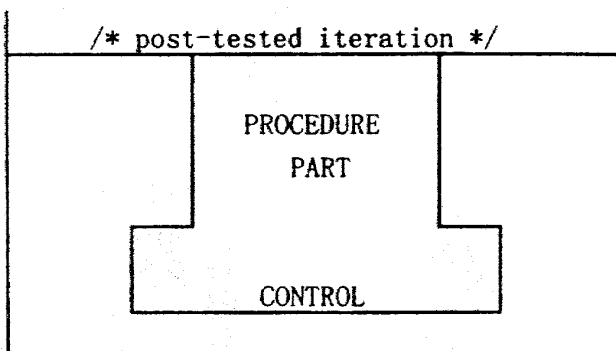 /* post-tested iteration */
PROCEDURE
PART
CONTROL